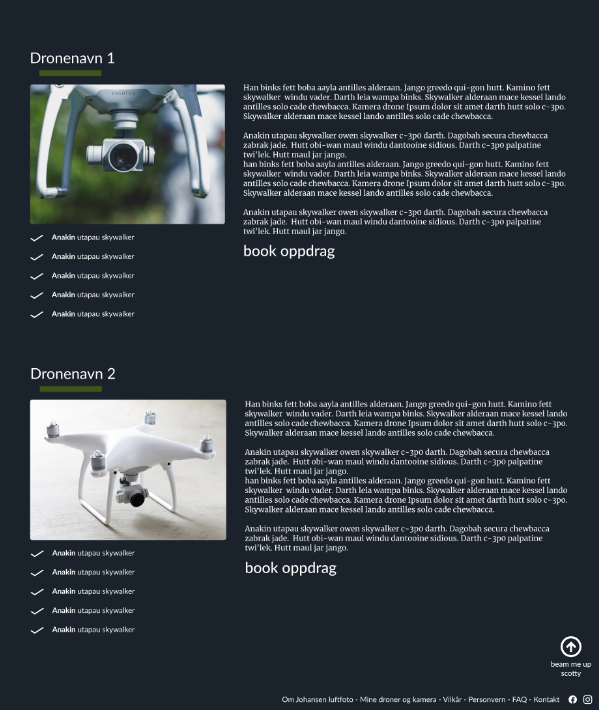 Dronenavn 1
Han binks fett boba aayla antilles alderaan. Jango greedo qui-gon hutt. Kamino fett
skywalker windu vader. Darth leia wampa binks. Skywalker alderaan mace kessel lando
antilles solo cade chewbacca. Kamera drone Ipsum dolor sit amet darth hutt solo c-3po.
Skywalker alderaan mace kessel lando antilles solo cade chewbacca.
Anakin utapau skywalker owen skywalker c-3po darth. Dagobah secura chewbacca
zabrak jade. Hutt obi-wan maul windu dantooine sidious. Darth c-3po palpatine
twi'lek. Hutt maul jar jango.
han binks fett boba aayla antilles alderaan. Jango greedo qui-gon hutt. Kamino fett
skywalker windu vader. Darth leia wampa binks. Skywalker alderaan mace kessel lando
antilles solo cade chewbacca. Kamera drone Ipsum dolor sit amet darth hutt solo c-3po.
Skywalker alderaan mace kessel lando antilles solo cade chewbacca.
Anakin utapau skywalker owen skywalker c-3po darth. Dagobah secura chewbacca
zabrak jade. Hutt obi-wan maul windu dantooine sidious. Darth c-3po palpatine
twi'lek. Hutt maul jar jango.
book oppdrag
Anakin utapau skywalker
Anakin utapau skywalker
Anakin utapau skywalker
Anakin utapau skywalker
Anakin utapau skywalker
Dronenavn 2
Han binks fett boba aayla antilles alderaan. Jango greedo qui-gon hutt. Kamino fett
skywalker windu vader. Darth leia wampa binks. Skywalker alderaan mace kessel lando
antilles solo cade chewbacca. Kamera drone Ipsum dolor sit amet darth hutt solo c-3po.
Skywalker alderaan mace kessel lando antilles solo cade chewbacca.
Anakin utapau skywalker owen skywalker c-3po darth. Dagobah secura chewbacca
zabrak jade. Hutt obi-wan maul windu dantooine sidious. Darth c-3po palpatine
twi'lek. Hutt maul jar jango.
han binks fett boba aayla antilles alderaan. Jango greedo qui-gon hutt. Kamino fett
skywalker windu vader. Darth leia wampa binks. Skywalker alderaan mace kessel lando
antilles solo cade chewbacca. Kamera drone Ipsum dolor sit amet darth hutt solo c-3po.
Skywalker alderaan mace kessel lando antilles solo cade chewbacca.
Anakin utapau skywalker owen skywalker c-3po darth. Dagobah secura chewbacca
zabrak jade. Hutt obi-wan maul windu dantooine sidious. Darth c-3po palpatine
twi'lek. Hutt maul jar jango.
book oppdrag
Anakin utapau skywalker
Anakin utapau skywalker
Anakin utapau skywalker
Anakin utapau skywalker
Anakin utapau skywalker
beam me up
scotty
Om Johansen luftfoto - Mine droner og kamera - Vilkår - Personvern - FAQ - Kontakt